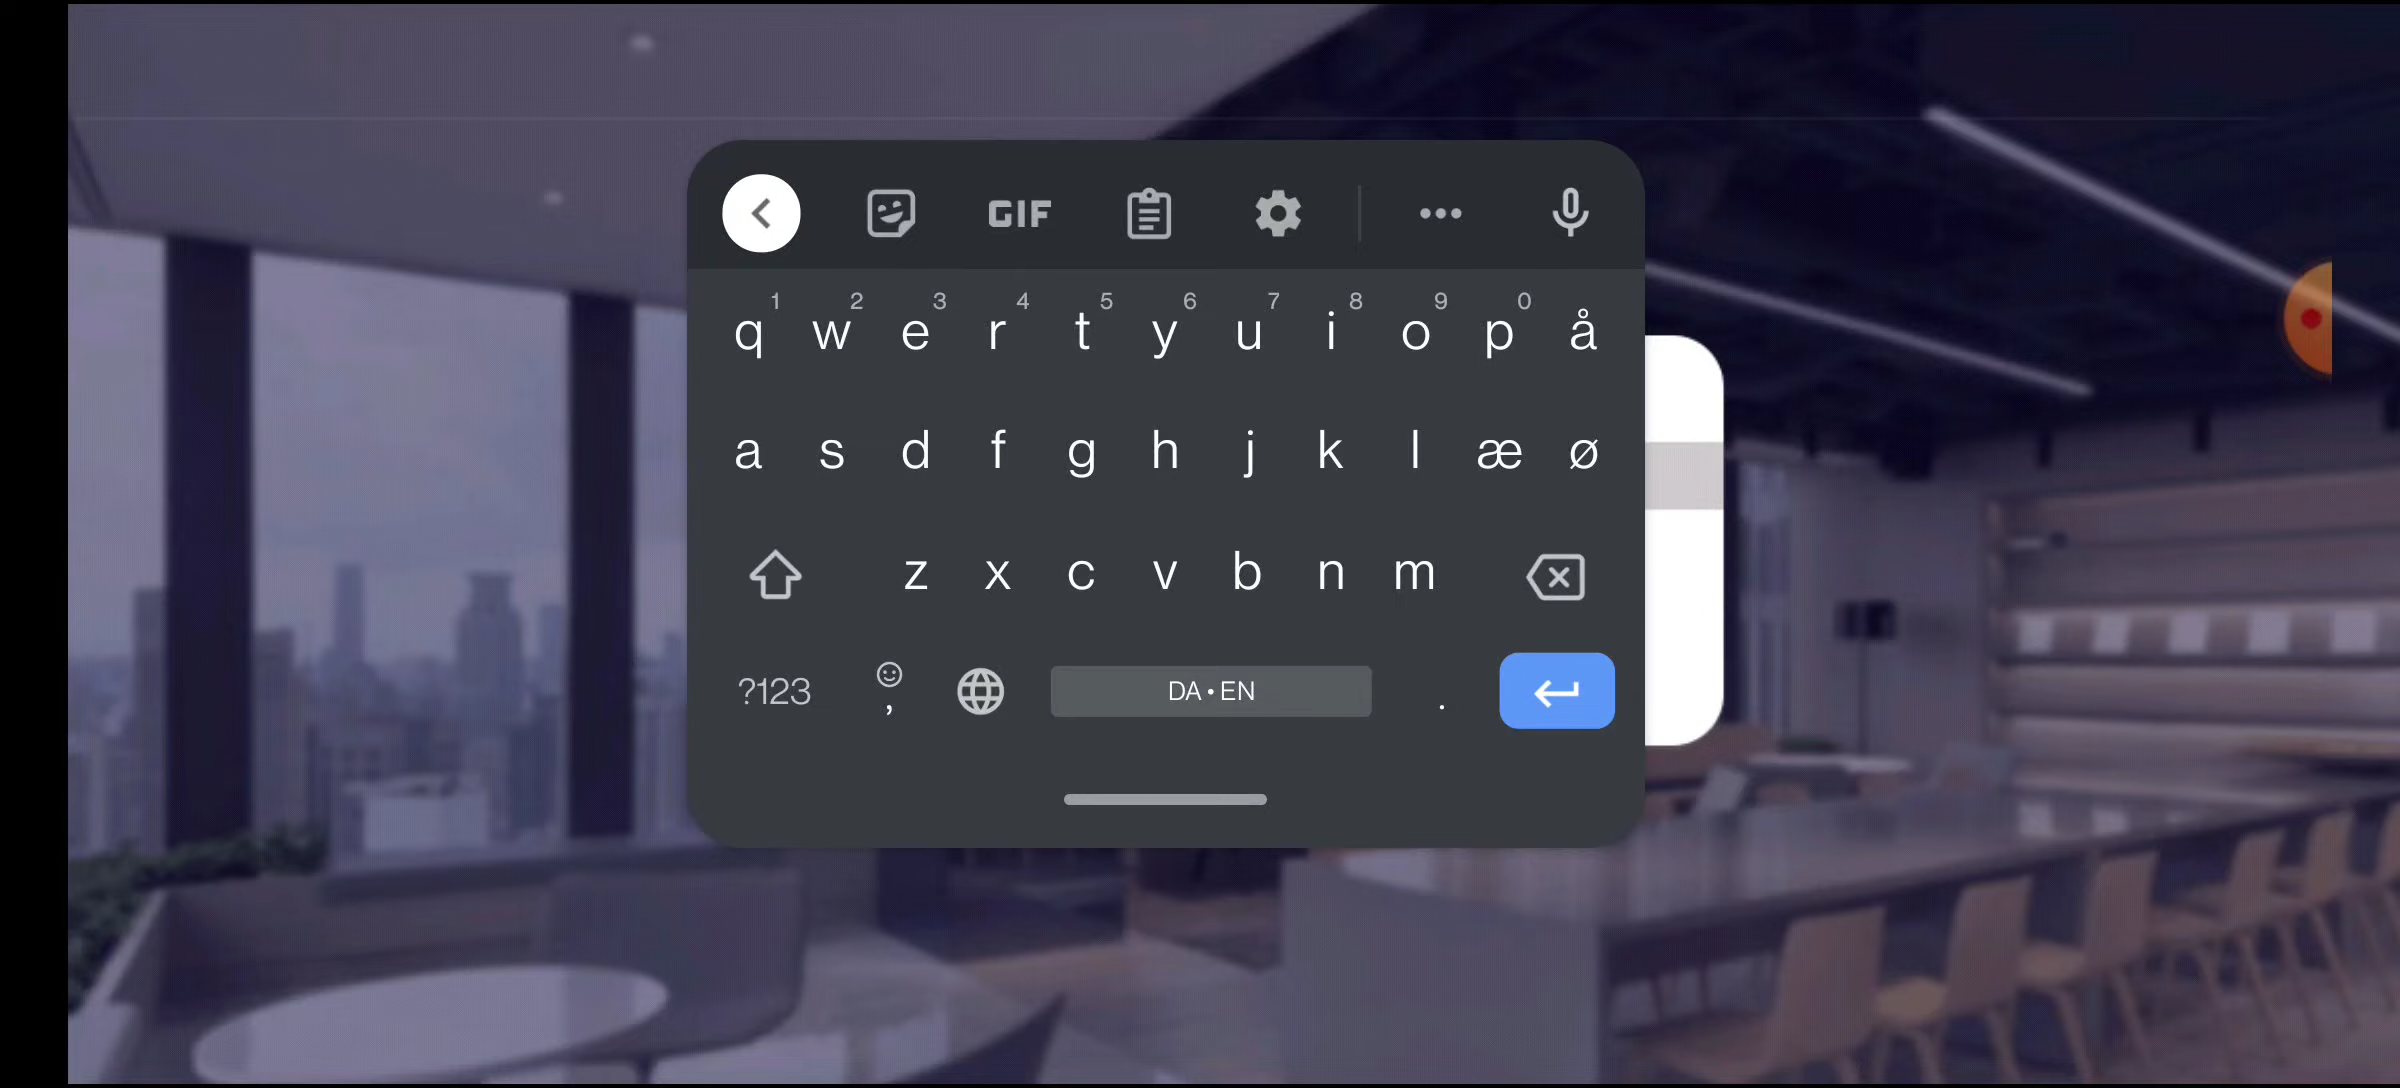 GIF
1 2 3 4 5 6 7 8 9 0
q w e r t y u i o p å
a s d f g h j k l æ ø
z x c v b n m
?123 , DA • EN .